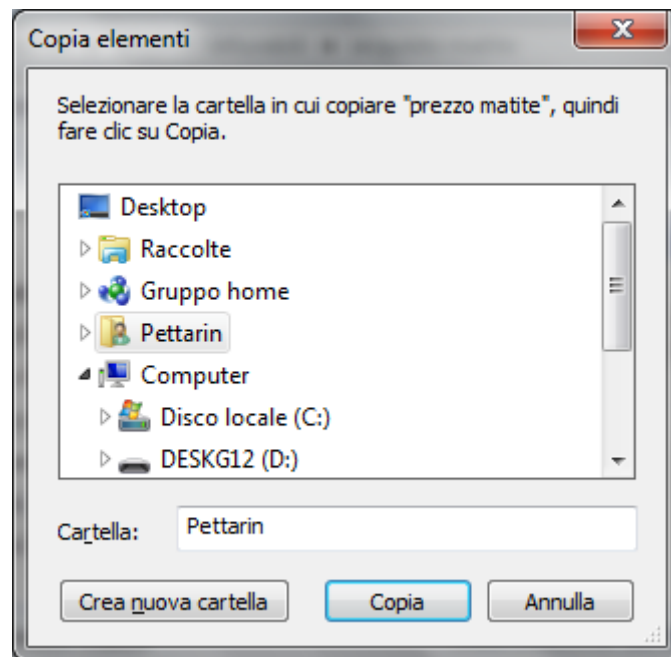 Copia elementi
Selezionare la cartella in cui copiare "prezzo matite", quindi
fare clic su Copia.
Desktop
Raccolte
Gruppo home
Pettarin
Computer
Disco locale (C:)
DESKG12 (D:)
Cartella: Pettarin
Crea nuova cartella Copia Annulla